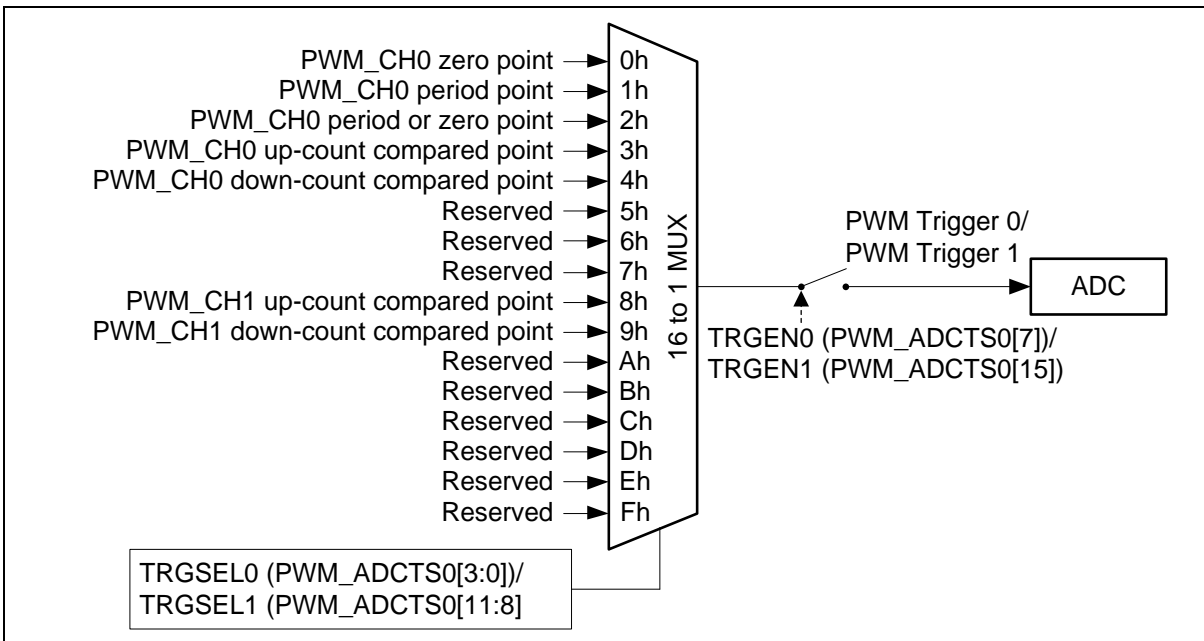 PWM_CH0 zero point 0h
PWM_CH0 period point 1h
PWM_CH0 period or zero point 2h
PWM_CH0 up-count compared point 3h
PWM_CH0 down-count compared point 4h
Reserved 5h
Reserved 6h
Reserved 7h
PWM_CH1 up-count compared point 8h
PWM_CH1 down-count compared point 9h
Reserved Ah
Reserved Bh
Reserved Ch
Reserved Dh
Reserved Eh
Reserved Fh
16 to 1 MUX
PWM Trigger 0/
PWM Trigger 1
ADC
TRGEN0 (PWM_ADCTS0[7])/
TRGEN1 (PWM_ADCTS0[15])
TRGSEL0 (PWM_ADCTS0[3:0])/
TRGSEL1 (PWM_ADCTS0[11:8]